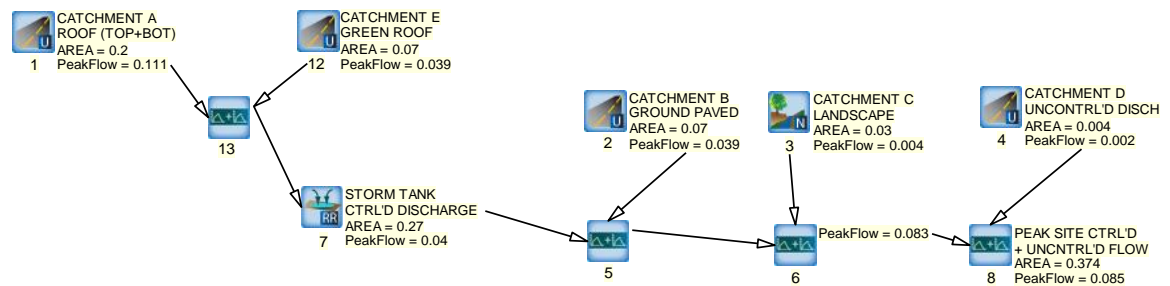 CATCHMENT A
ROOF (TOP+BOT)
AREA = 0.2
PeakFlow = 0.111
U
1
CATCHMENT E
GREEN ROOF
AREA = 0.07
PeakFlow = 0.039
U
12
13
CATCHMENT B
GROUND PAVED
AREA = 0.07
PeakFlow = 0.039
U
2
CATCHMENT C
LANDSCAPE
AREA = 0.03
PeakFlow = 0.004
N
3
CATCHMENT D
UNCONTRL'D DISCH
AREA = 0.004
PeakFlow = 0.002
U
4
STORM TANK
CTRL'D DISCHARGE
AREA = 0.27
PeakFlow = 0.04
RR
7
5
6
PeakFlow = 0.083
PEAK SITE CTRL'D
+ UNCNTRL'D FLOW
AREA = 0.374
PeakFlow = 0.085
8